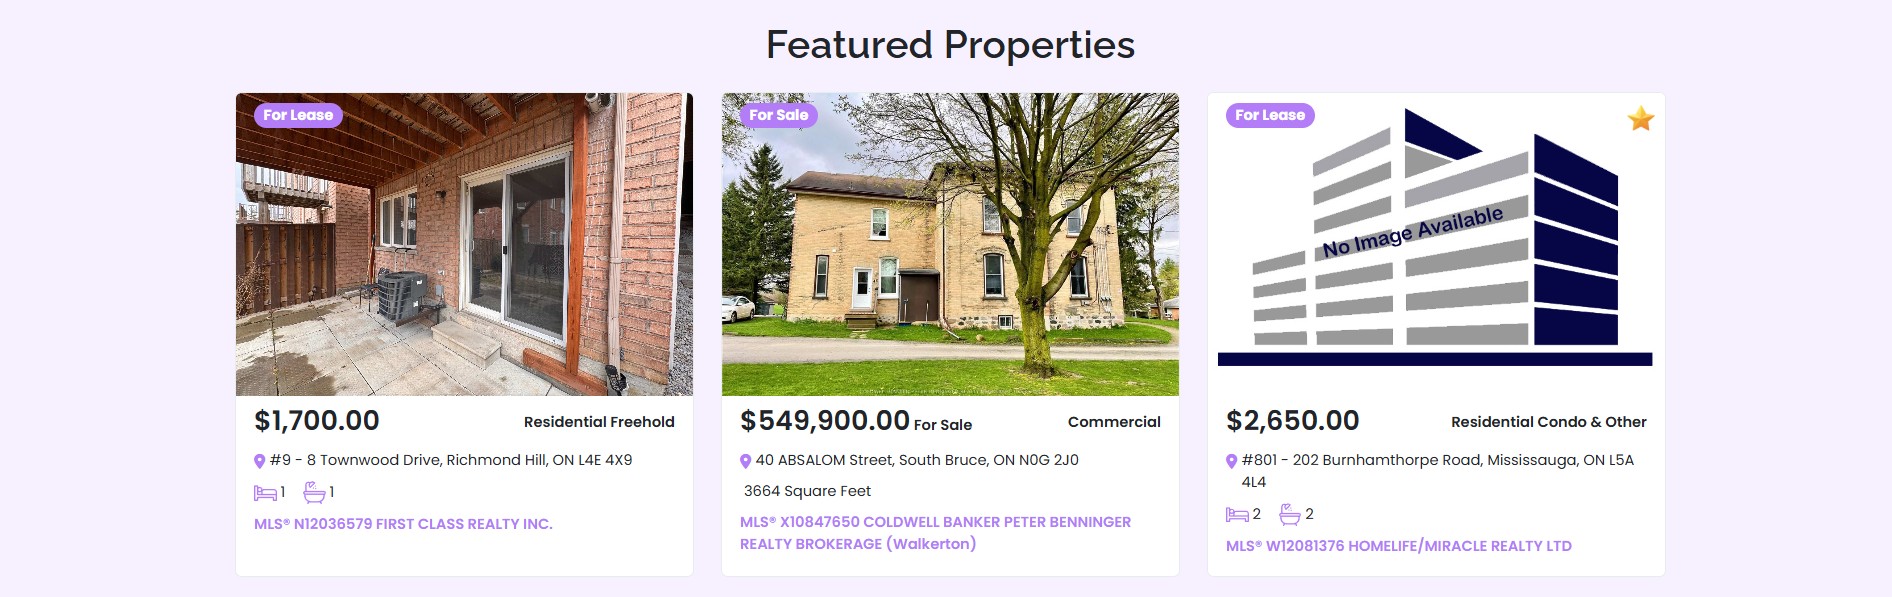 Featured Properties
For Lease
$1,700.00
Residential Freehold
#9 - 8 Townwood Drive, Richmond Hill, ON L4E 4X9
1 1
MLS® N12036579 FIRST CLASS REALTY INC.
For Sale
$549,900.00 For Sale
Commercial
40 ABSALOM Street, South Bruce, ON N0G 2J0
3664 Square Feet
MLS® X10847650 COLDWELL BANKER PETER BENNINGER
REALTY BROKERAGE (Walkerton)
For Lease
No Image Available
$2,650.00
Residential Condo & Other
#801 - 202 Burnhamthorpe Road, Mississauga, ON L5A
4L4
2 2
MLS® W12081376 HOMELIFE/MIRACLE REALTY LTD